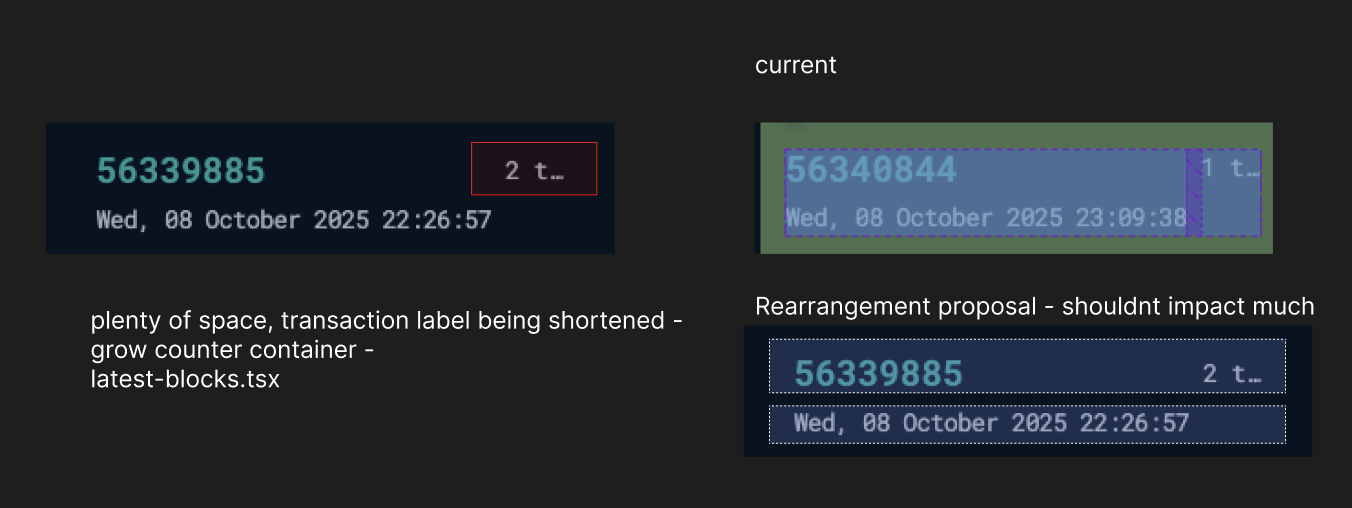 current
56339885
2 t…
Wed, 08 October 2025 22:26:57
56340844
1 t…
Wed, 08 October 2025 23:09:38
plenty of space, transaction label being shortened -
grow counter container -
latest-blocks.tsx
Rearrangement proposal - shouldnt impact much
56339885
2 t…
Wed, 08 October 2025 22:26:57